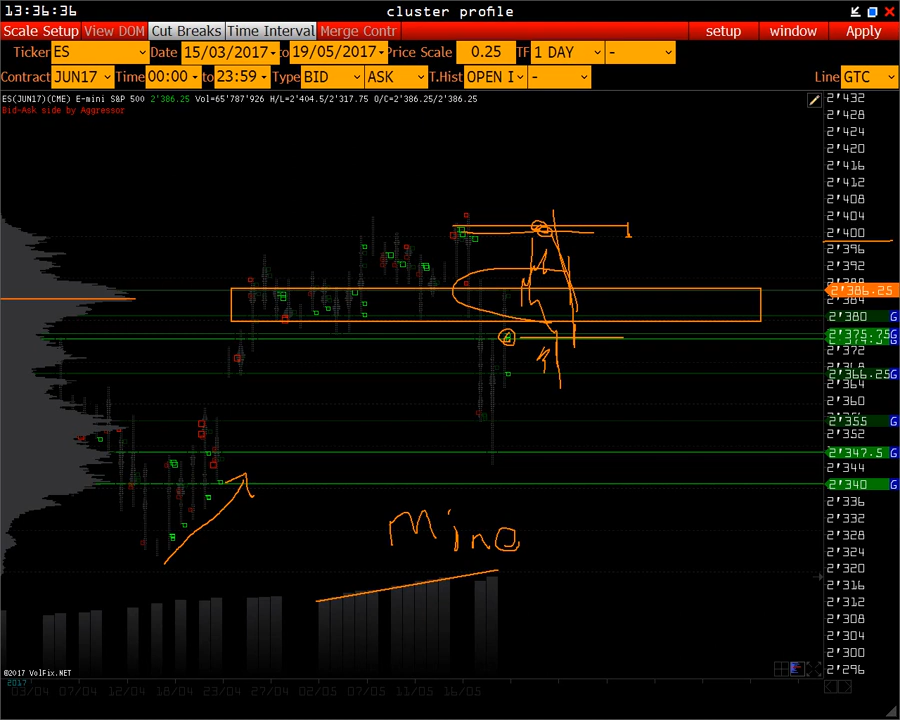 13:36:36 cluster profile
Scale Setup View DOM Cut Breaks Time Interval Merge Contr setup window Apply
Ticker ES Date 15/03/2017 to 19/05/2017 Price Scale 0.25 TF 1 DAY -
Contract JUN17 Time 00:00 to 23:59 Type BID ASK T.Hist OPEN I - Line GTC
ES(JUN17)(CME) E-mini S&P 500 2'386.25 Vol=65'787'926 H/L=2'404.5/2'317.75 O/C=2'386.25/2'386.25
Bid-Ask side by Aggressor
2'432
2'428
2'424
2'420
2'416
2'412
2'408
2'404
2'400
2'396
2'392
2'386.25
2'384
2'380 G
2'375.75 G
2'372
2'366.25 G
2'364
2'360
2'355 G
2'352
2'347.5 G
2'344
2'340 G
2'336
2'332
2'328
2'324
2'320
2'316
2'312
2'308
2'304
2'300
2'296
Mino
©2017 VolFix.NET
2017
03/04 07/04 12/04 18/04 23/04 27/04 02/05 07/05 11/05 16/05